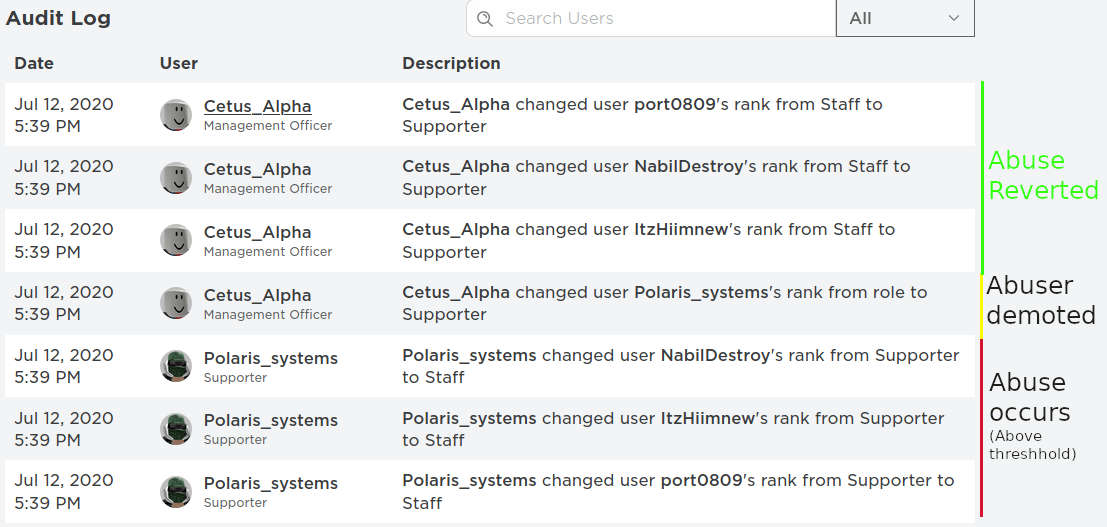 Audit Log
Search Users
All
Date User Description
Jul 12, 2020
5:39 PM
Cetus_Alpha
Management Officer
Cetus_Alpha changed user port0809's rank from Staff to
Supporter
Jul 12, 2020
5:39 PM
Cetus_Alpha
Management Officer
Cetus_Alpha changed user NabilDestroy's rank from Staff to
Supporter
Abuse
Reverted
Jul 12, 2020
5:39 PM
Cetus_Alpha
Management Officer
Cetus_Alpha changed user ItzHiimnew's rank from Staff to
Supporter
Jul 12, 2020
5:39 PM
Cetus_Alpha
Management Officer
Cetus_Alpha changed user Polaris_systems's rank from role to
Supporter
Abuser
demoted
Jul 12, 2020
5:39 PM
Polaris_systems
Supporter
Polaris_systems changed user NabilDestroy's rank from Supporter
to Staff
Jul 12, 2020
5:39 PM
Polaris_systems
Supporter
Polaris_systems changed user ItzHiimnew's rank from Supporter
to Staff
Abuse
occurs
(Above
threshhold)
Jul 12, 2020
5:39 PM
Polaris_systems
Supporter
Polaris_systems changed user port0809's rank from Supporter to
Staff